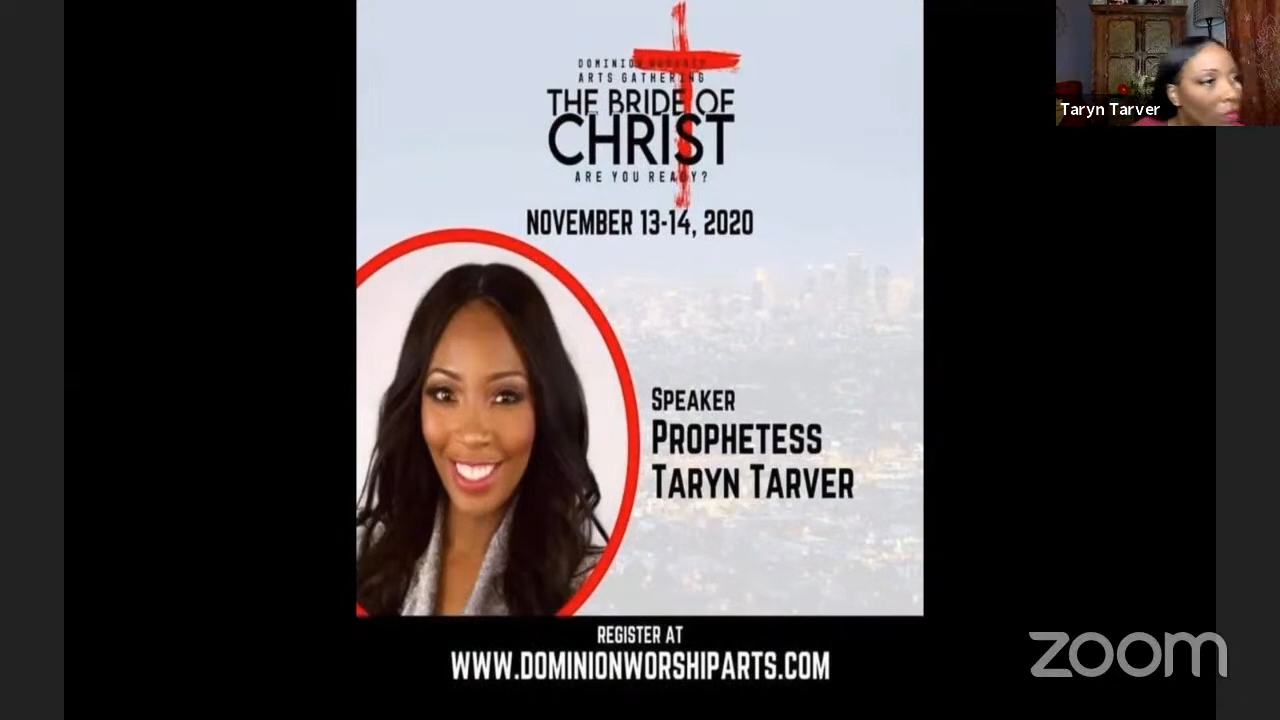 DOMINION WORSHIP
ARTS GATHERING
THE BRIDE OF
CHRIST
ARE YOU READY?
NOVEMBER 13-14, 2020
SPEAKER
PROPHETESS
TARYN TARVER
REGISTER AT
WWW.DOMINIONWORSHIPARTS.COM
Taryn Tarver
zoom